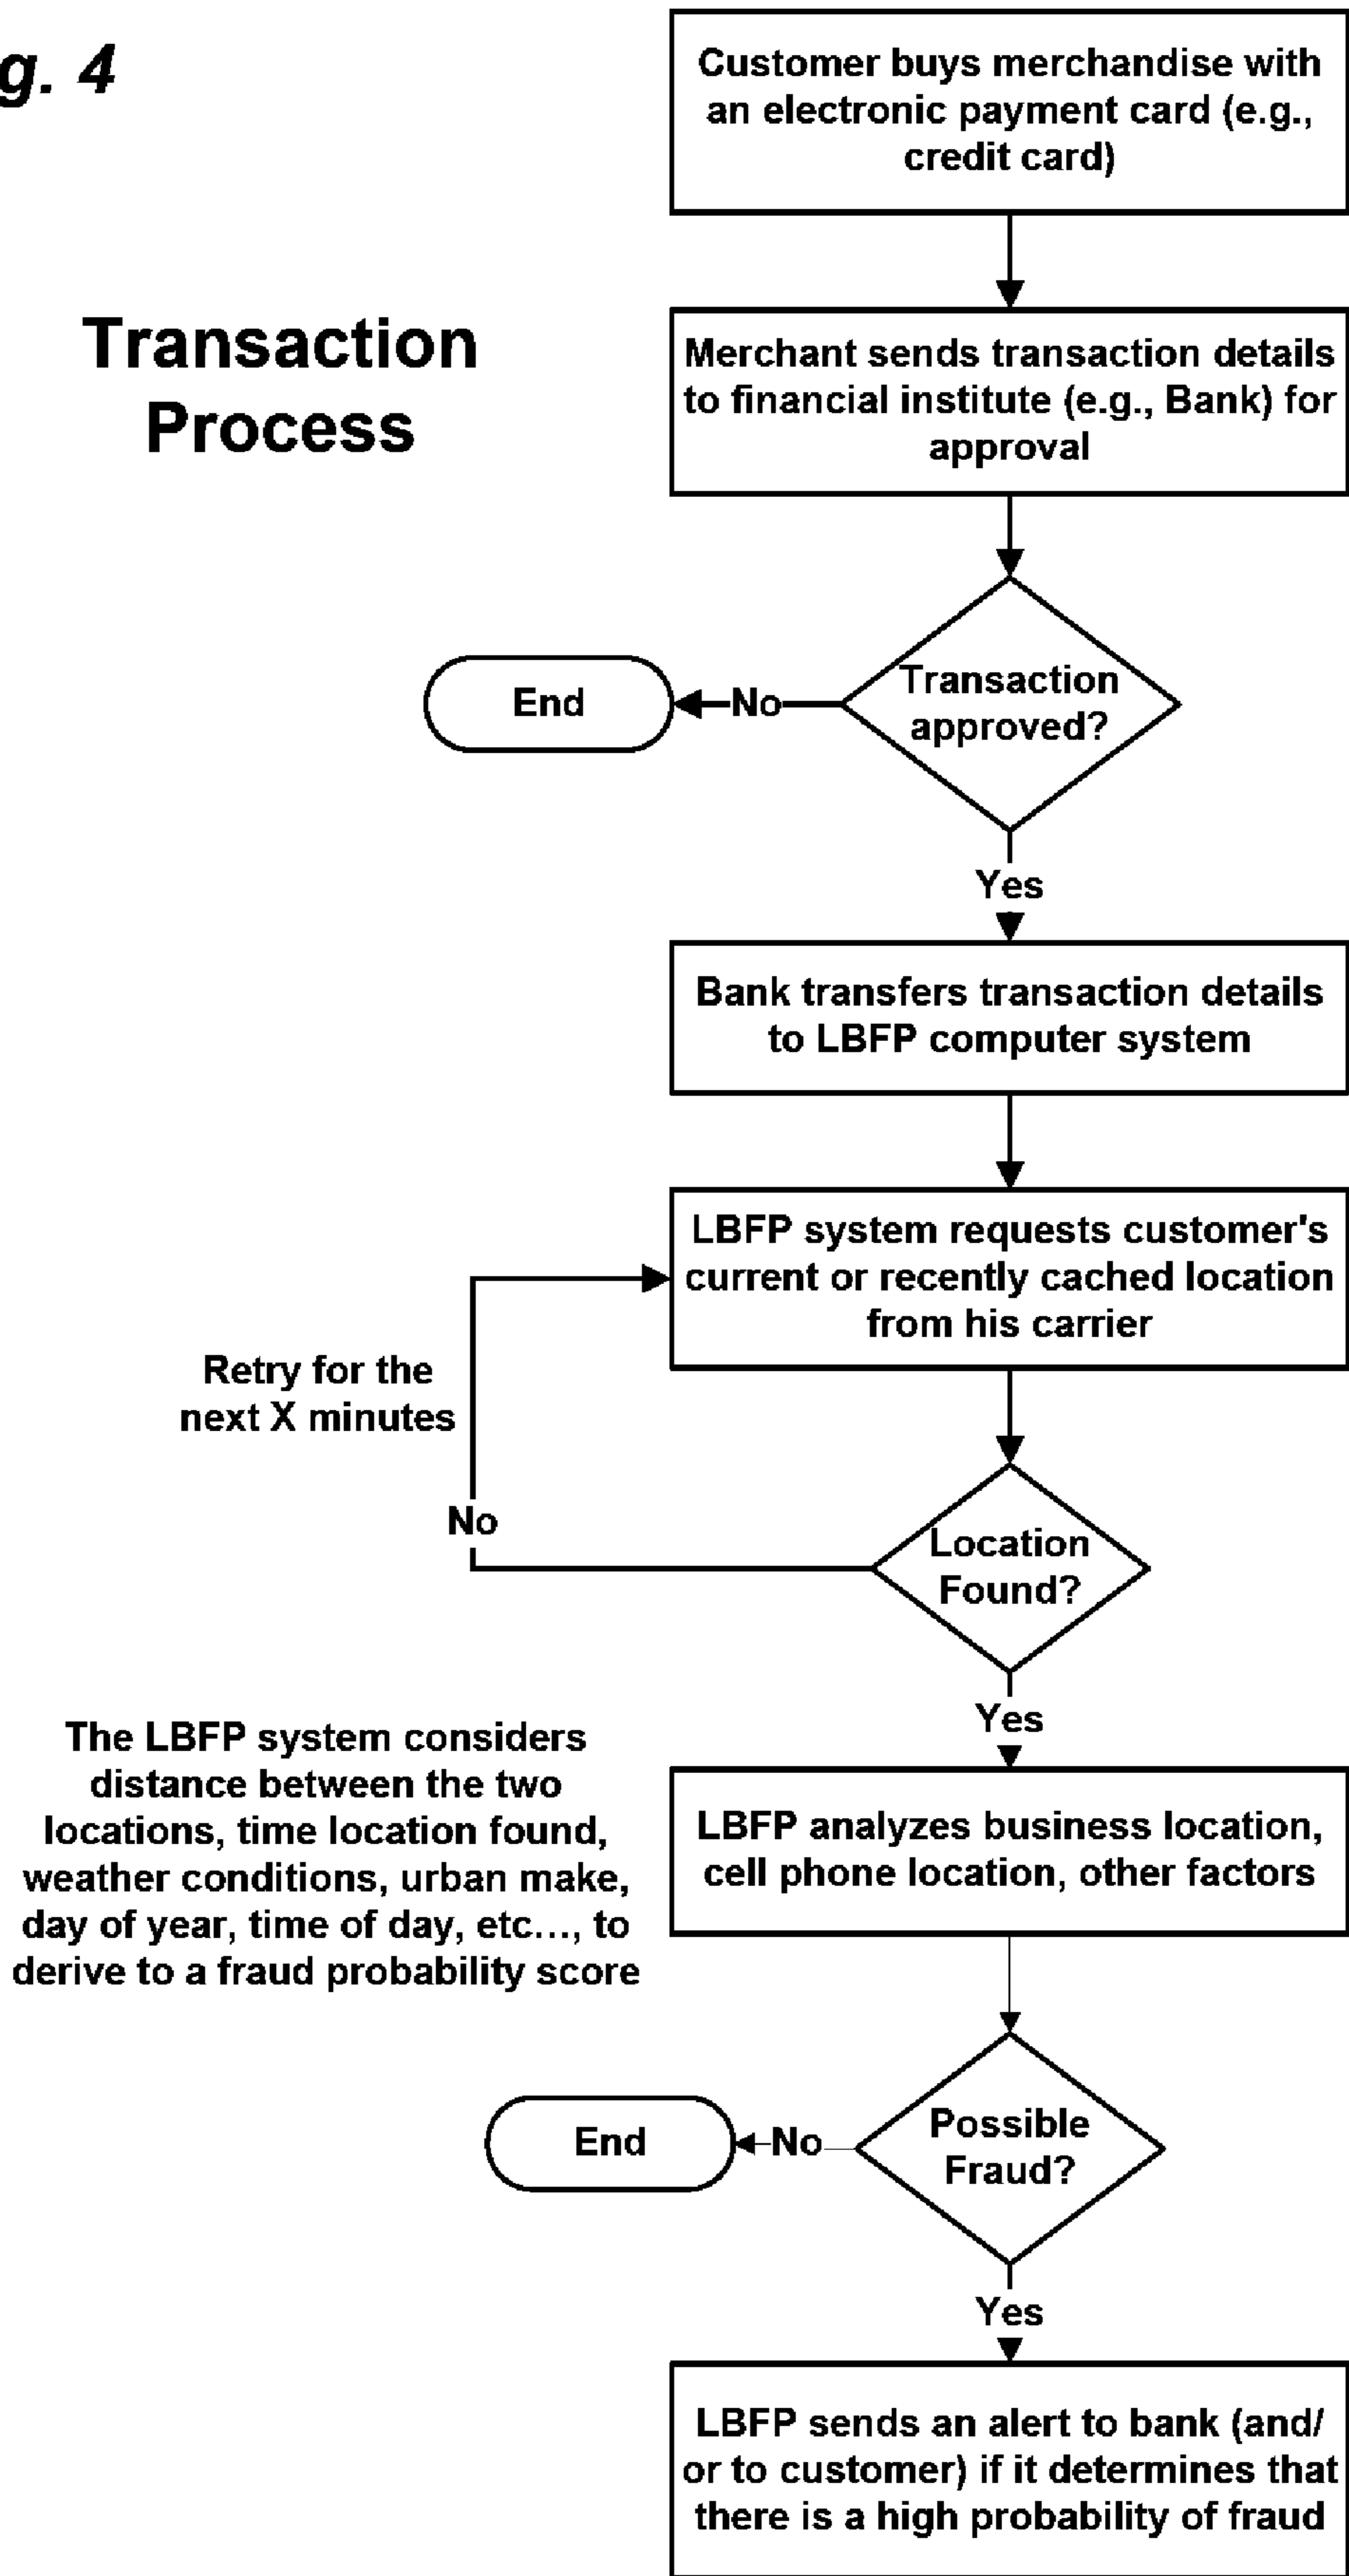 g. 4
Customer buys merchandise with
an electronic payment card (e.g.,
credit card)
Transaction
Process
Merchant sends transaction details
to financial institute (e.g., Bank) for
approval
Transaction
approved?
No
End
Yes
Bank transfers transaction details
to LBFP computer system
LBFP system requests customer's
current or recently cached location
from his carrier
Retry for the
next X minutes
No
Location
Found?
Yes
The LBFP system considers
distance between the two
locations, time location found,
weather conditions, urban make,
day of year, time of day, etc..., to
derive to a fraud probability score
LBFP analyzes business location,
cell phone location, other factors
Possible
Fraud?
No
End
Yes
LBFP sends an alert to bank (and/
or to customer) if it determines that
there is a high probability of fraud